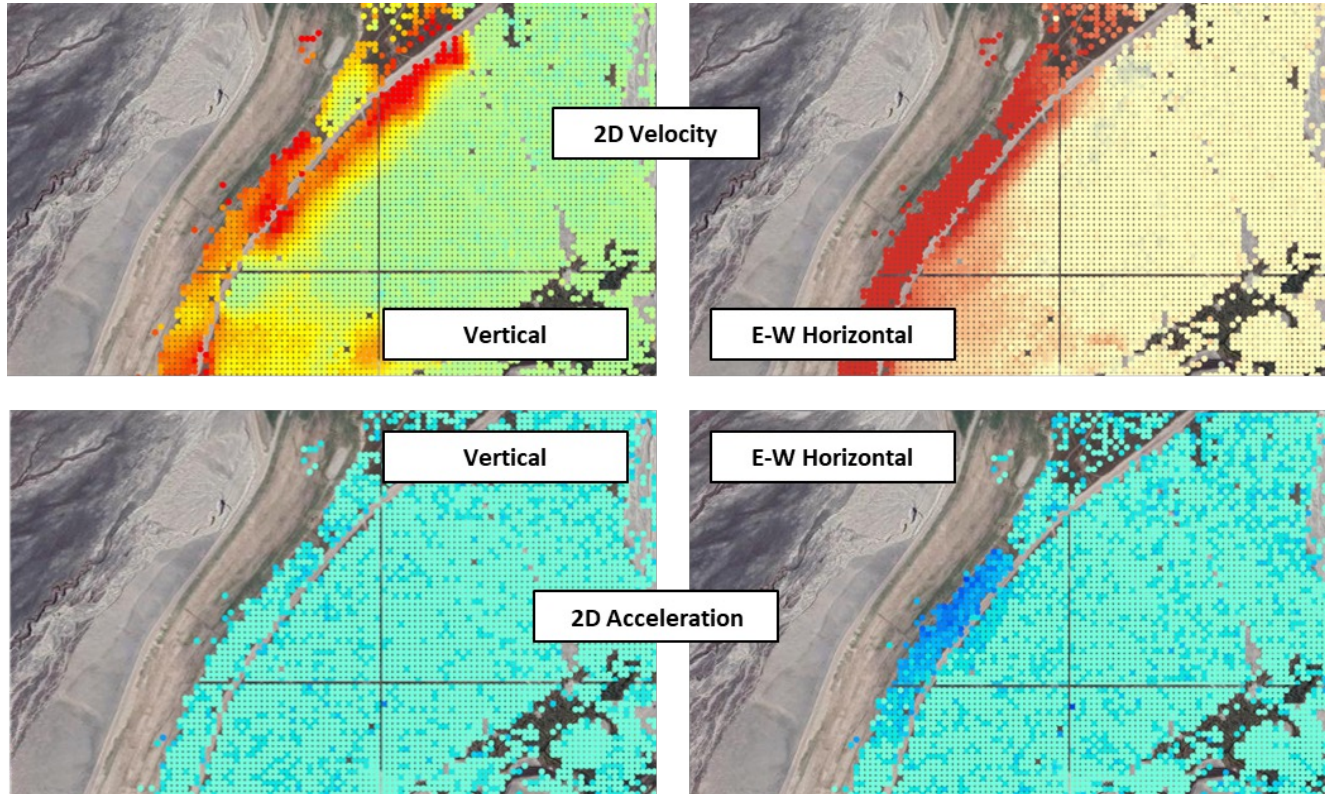 2D Velocity
Vertical
E-W Horizontal
Vertical
E-W Horizontal
2D Acceleration